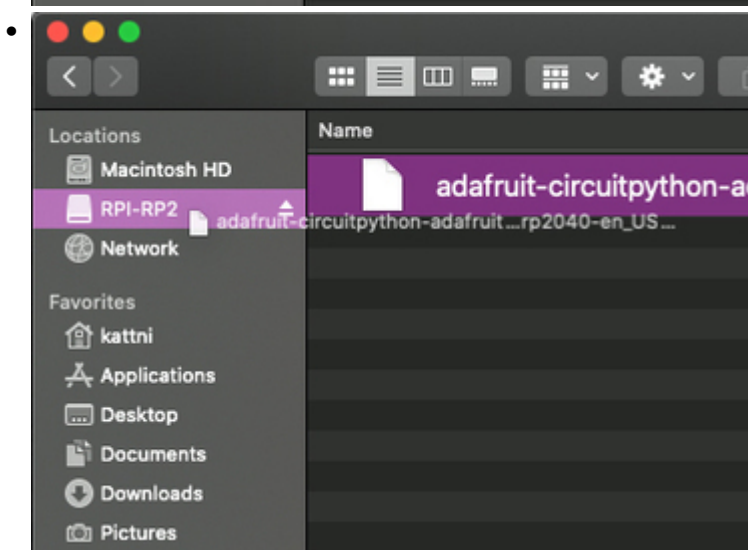 Locations
Name
Macintosh HD
adafruit-circuitpython-a
RPI-RP2
adafruit-circuitpython-adafruit...rp2040-en_US...
Network
Favorites
kattni
Applications
Desktop
Documents
Downloads
Pictures